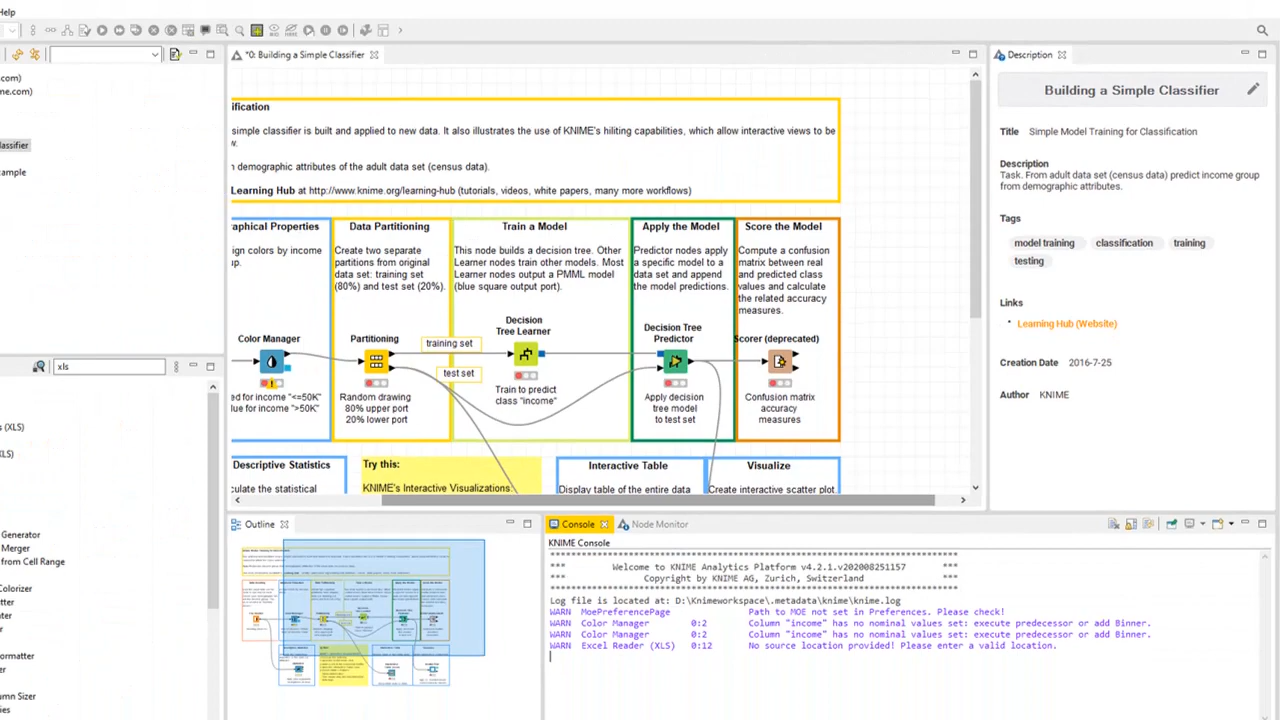 Help
*0: Building a Simple Classifier
Description
.com)
me.com)
lassifier
ample
xls
s (XLS)
(XLS)
Generator
Merger
from Cell Range
Colorizer
atter
ter
ormatter
mn Sizer
ification
simple classifier is built and applied to new data. It also illustrates the use of KNIME's hiliting capabilities, which allow interactive views to be
w.
n demographic attributes of the adult data set (census data).
Learning Hub at http://www.knime.org/learning-hub (tutorials, videos, white papers, many more workflows)
raphical Properties
ign colors by income
up.
Color Manager
ed for income "<=50K"
lue for income ">50K"
Data Partitioning
Create two separate
partitions from original
data set: training set
(80%) and test set (20%).
Partitioning
Random drawing
80% upper port
20% lower port
training set
test set
Train a Model
This node builds a decision tree. Other
Learner nodes train other models. Most
Learner nodes output a PMML model
(blue square output port).
Decision
Tree Learner
Train to predict
class "income"
Apply the Model
Predictor nodes apply
a specific model to a
data set and append
the model predictions.
Decision Tree
Predictor
Apply decision
tree model
to test set
Score the Model
Compute a confusion
matrix between real
and predicted class
values and calculate
the related accuracy
measures.
Scorer (deprecated)
Confusion matrix
accuracy
measures
Descriptive Statistics
culate the statistical
Try this:
KNIME's Interactive Visualizations:
Interactive Table
Display table of the entire data
Visualize
Create interactive scatter plot.
Building a Simple Classifier
Title Simple Model Training for Classification
Description
Task. From adult data set (census data) predict income group
from demographic attributes.
Tags
model training classification training
testing
Links
Learning Hub (Website)
Creation Date 2016-7-25
Author KNIME
Outline
Console
Node Monitor
KNIME Console
*** Welcome to KNIME Analytics Platform v4.2.1.v202008251157 ***
*** Copyright by KNIME AG, Zurich, Switzerland ***
Log file is located at: D:\Knimeworkspace\.metadata\knime\knime.log
WARN MoePreferencePage Path to MOE not set in Preferences. Please check!
WARN Color Manager 0:2 Column "income" has no nominal values set: execute predecessor or add Binner.
WARN Color Manager 0:2 Column "income" has no nominal values set: execute predecessor or add Binner.
WARN Excel Reader (XLS) 0:12 No source location provided! Please enter a valid location.